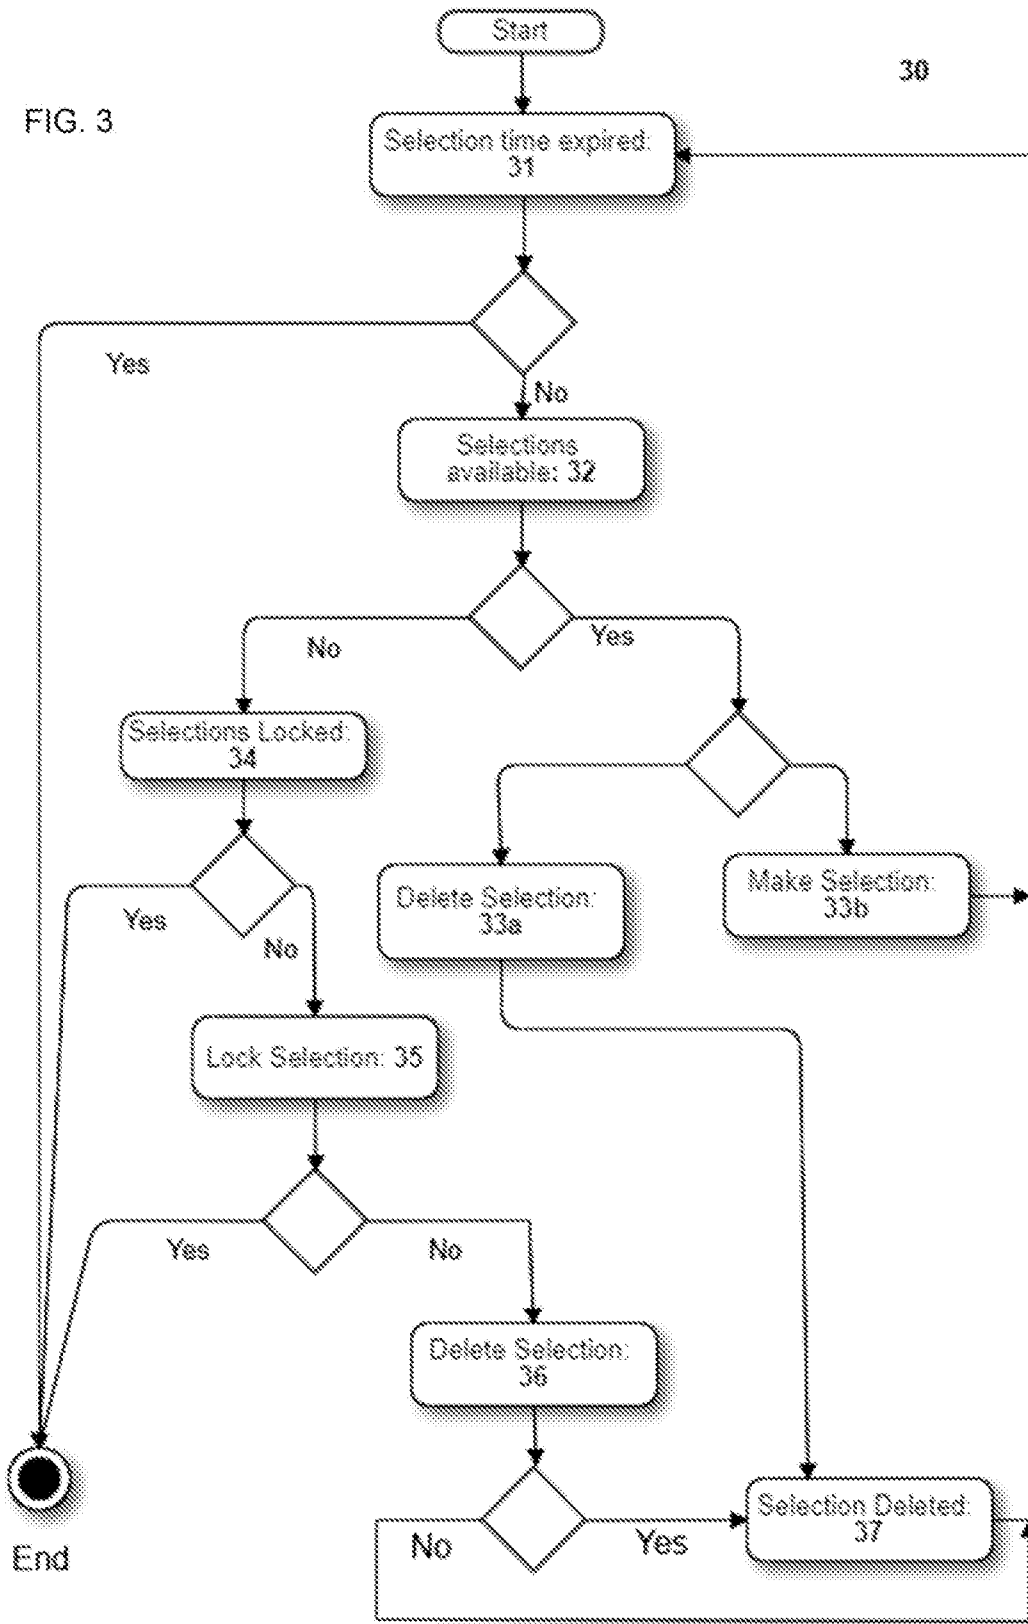 Start
30
FIG. 3
Selection time expired:
31
Yes
No
Selections
available: 32
No
Yes
Selections Locked:
34
Delete Selection:
33a
Make Selection:
33b
Yes
No
Lock Selection: 35
Yes
No
Delete Selection:
36
Selection Deleted:
37
No
Yes
End